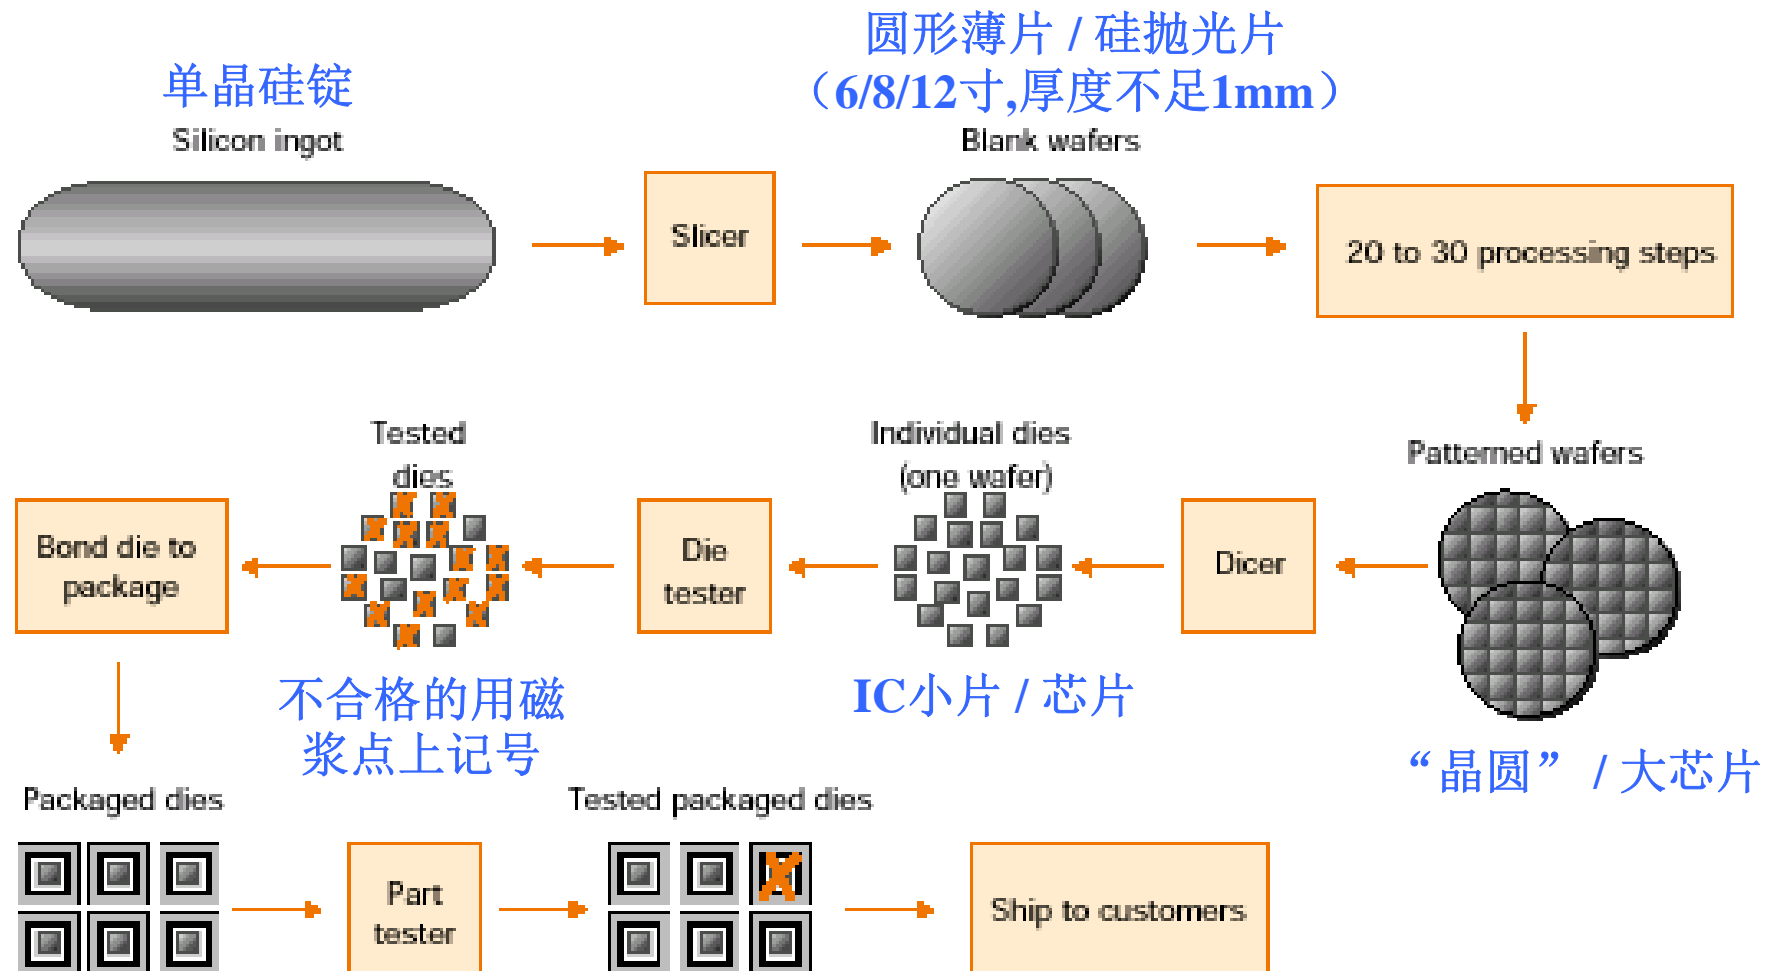 单晶硅锭
Silicon ingot
Slicer
圆形薄片 / 硅抛光片
（6/8/12寸,厚度不足1mm）
Blank wafers
20 to 30 processing steps
Patterned wafers
“晶圆” / 大芯片
Dicer
Individual dies
(one wafer)
IC小片 / 芯片
Die
tester
Tested
dies
不合格的用磁
浆点上记号
Bond die to
package
Packaged dies
Part
tester
Tested packaged dies
Ship to customers